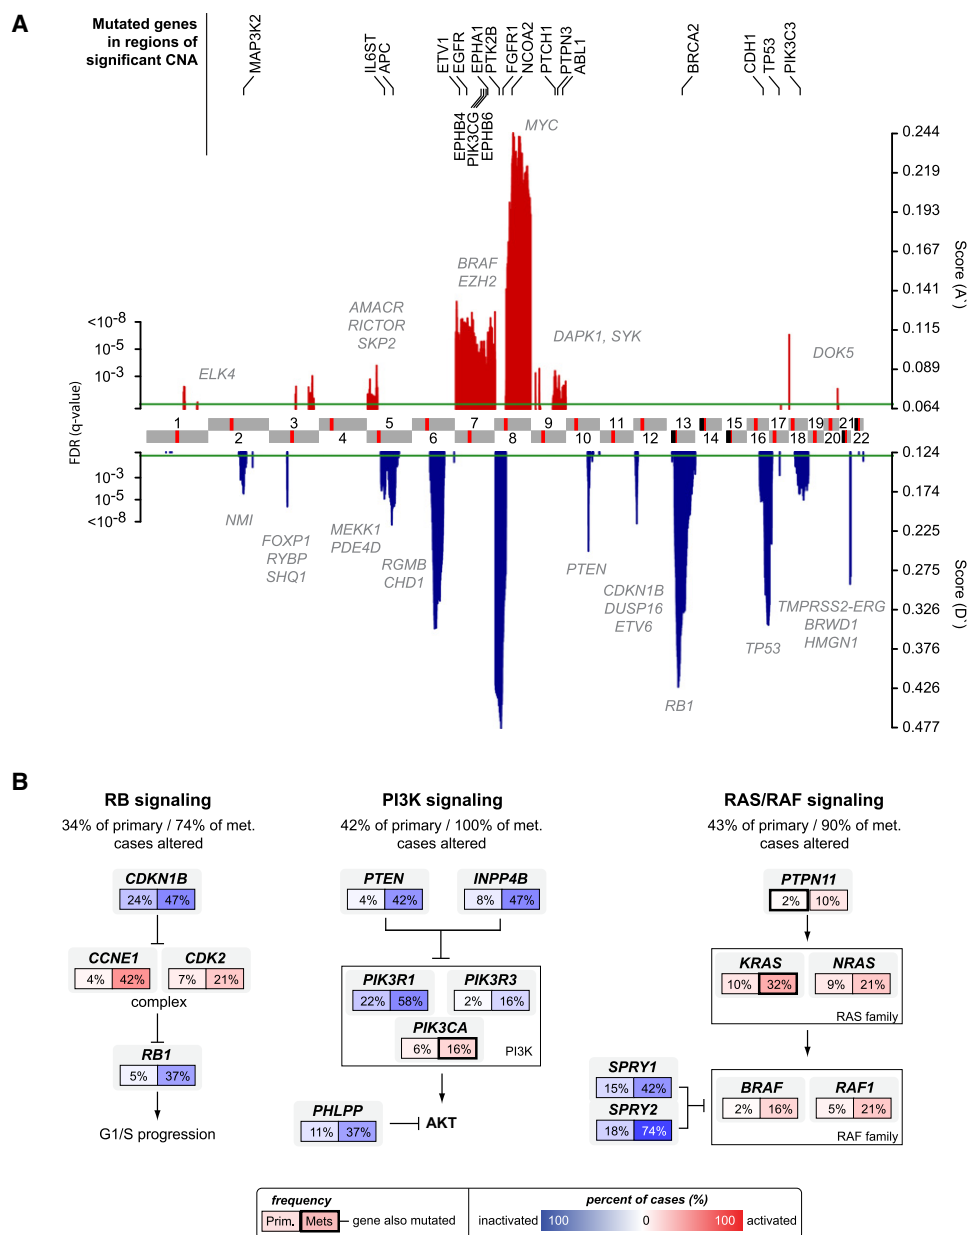 A
Mutated genes
in regions of
significant CNA
MAP3K2
IL6ST
APC
ETV1
EGFR
EPHA1
PTK2B
FGFR1
NCOA2
PTCH1
PTPN3
ABL1
BRCA2
CDH1
TP53
PIK3C3
EPHB4
PIK3CG
EPHB6
MYC
BRAF
EZH2
AMACR
RICTOR
SKP2
DAPK1, SYK
ELK4
DOK5
0.244
0.219
0.193
0.167
0.141
0.115
0.089
0.064
Score (A`)
<10-8
10-5
10-3
FDR (q-value)
1 3 5 7 9 11 13 15 17 19 21
2 4 6 8 10 12 14 16 18 20 22
10-3
10-5
<10-8
0.124
0.174
0.225
0.275
0.326
0.376
0.426
0.477
Score (D`)
NMI
FOXP1
RYBP
SHQ1
MEKK1
PDE4D
RGMB
CHD1
PTEN
CDKN1B
DUSP16
ETV6
RB1
TP53
TMPRSS2-ERG
BRWD1
HMGN1
B
RB signaling
34% of primary / 74% of met.
cases altered
CDKN1B
24% 47%
CCNE1 CDK2
4% 42% 7% 21%
complex
RB1
5% 37%
G1/S progression
PI3K signaling
42% of primary / 100% of met.
cases altered
PTEN INPP4B
4% 42% 8% 47%
PIK3R1 PIK3R3
22% 58% 2% 16%
PIK3CA
6% 16%
PI3K
PHLPP
11% 37%
AKT
RAS/RAF signaling
43% of primary / 90% of met.
cases altered
PTPN11
2% 10%
KRAS NRAS
10% 32% 9% 21%
RAS family
SPRY1
15% 42%
SPRY2
18% 74%
BRAF RAF1
2% 16% 5% 21%
RAF family
frequency
Prim. Mets gene also mutated
percent of cases (%)
inactivated 100 0 100 activated